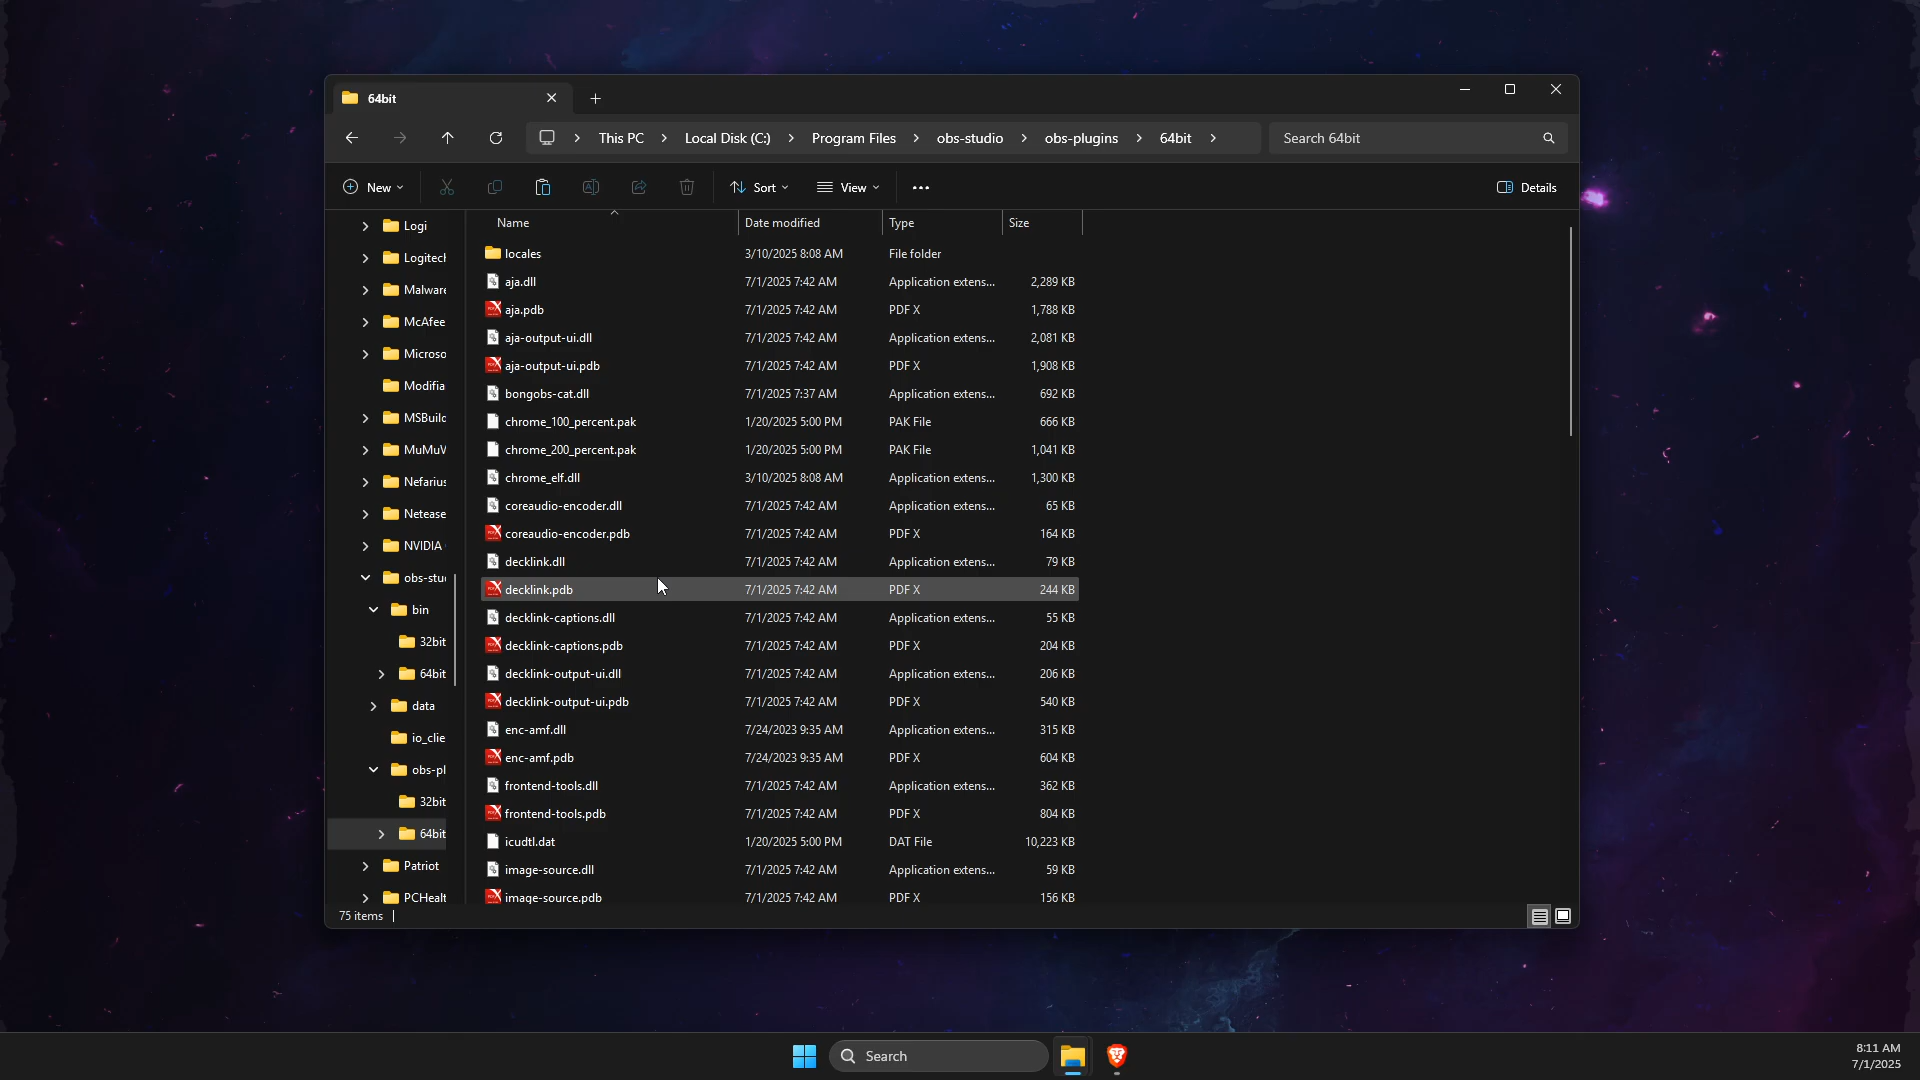 64bit
This PC > Local Disk (C:) > Program Files > obs-studio > obs-plugins > 64bit >
Search 64bit
New
Sort
View
Details
Logi
Logitech
Malware
McAfee
Microso
Modifia
MSBuild
MuMuV
Nefarius
Netease
NVIDIA
obs-stu
bin
32bit
64bit
data
io_clie
obs-pl
32bit
64bit
Patriot
PCHealt
Name Date modified Type Size
locales 3/10/2025 8:08 AM File folder
aja.dll 7/1/2025 7:42 AM Application extens... 2,289 KB
aja.pdb 7/1/2025 7:42 AM PDF X 1,788 KB
aja-output-ui.dll 7/1/2025 7:42 AM Application extens... 2,081 KB
aja-output-ui.pdb 7/1/2025 7:42 AM PDF X 1,908 KB
bongobs-cat.dll 7/1/2025 7:37 AM Application extens... 692 KB
chrome_100_percent.pak 1/20/2025 5:00 PM PAK File 666 KB
chrome_200_percent.pak 1/20/2025 5:00 PM PAK File 1,041 KB
chrome_elf.dll 3/10/2025 8:08 AM Application extens... 1,300 KB
coreaudio-encoder.dll 7/1/2025 7:42 AM Application extens... 65 KB
coreaudio-encoder.pdb 7/1/2025 7:42 AM PDF X 164 KB
decklink.dll 7/1/2025 7:42 AM Application extens... 79 KB
decklink.pdb 7/1/2025 7:42 AM PDF X 244 KB
decklink-captions.dll 7/1/2025 7:42 AM Application extens... 55 KB
decklink-captions.pdb 7/1/2025 7:42 AM PDF X 204 KB
decklink-output-ui.dll 7/1/2025 7:42 AM Application extens... 206 KB
decklink-output-ui.pdb 7/1/2025 7:42 AM PDF X 540 KB
enc-amf.dll 7/24/2023 9:35 AM Application extens... 315 KB
enc-amf.pdb 7/24/2023 9:35 AM PDF X 604 KB
frontend-tools.dll 7/1/2025 7:42 AM Application extens... 362 KB
frontend-tools.pdb 7/1/2025 7:42 AM PDF X 804 KB
icudtl.dat 1/20/2025 5:00 PM DAT File 10,223 KB
image-source.dll 7/1/2025 7:42 AM Application extens... 59 KB
image-source.pdb 7/1/2025 7:42 AM PDF X 156 KB
75 items
Search
8:11 AM
7/1/2025